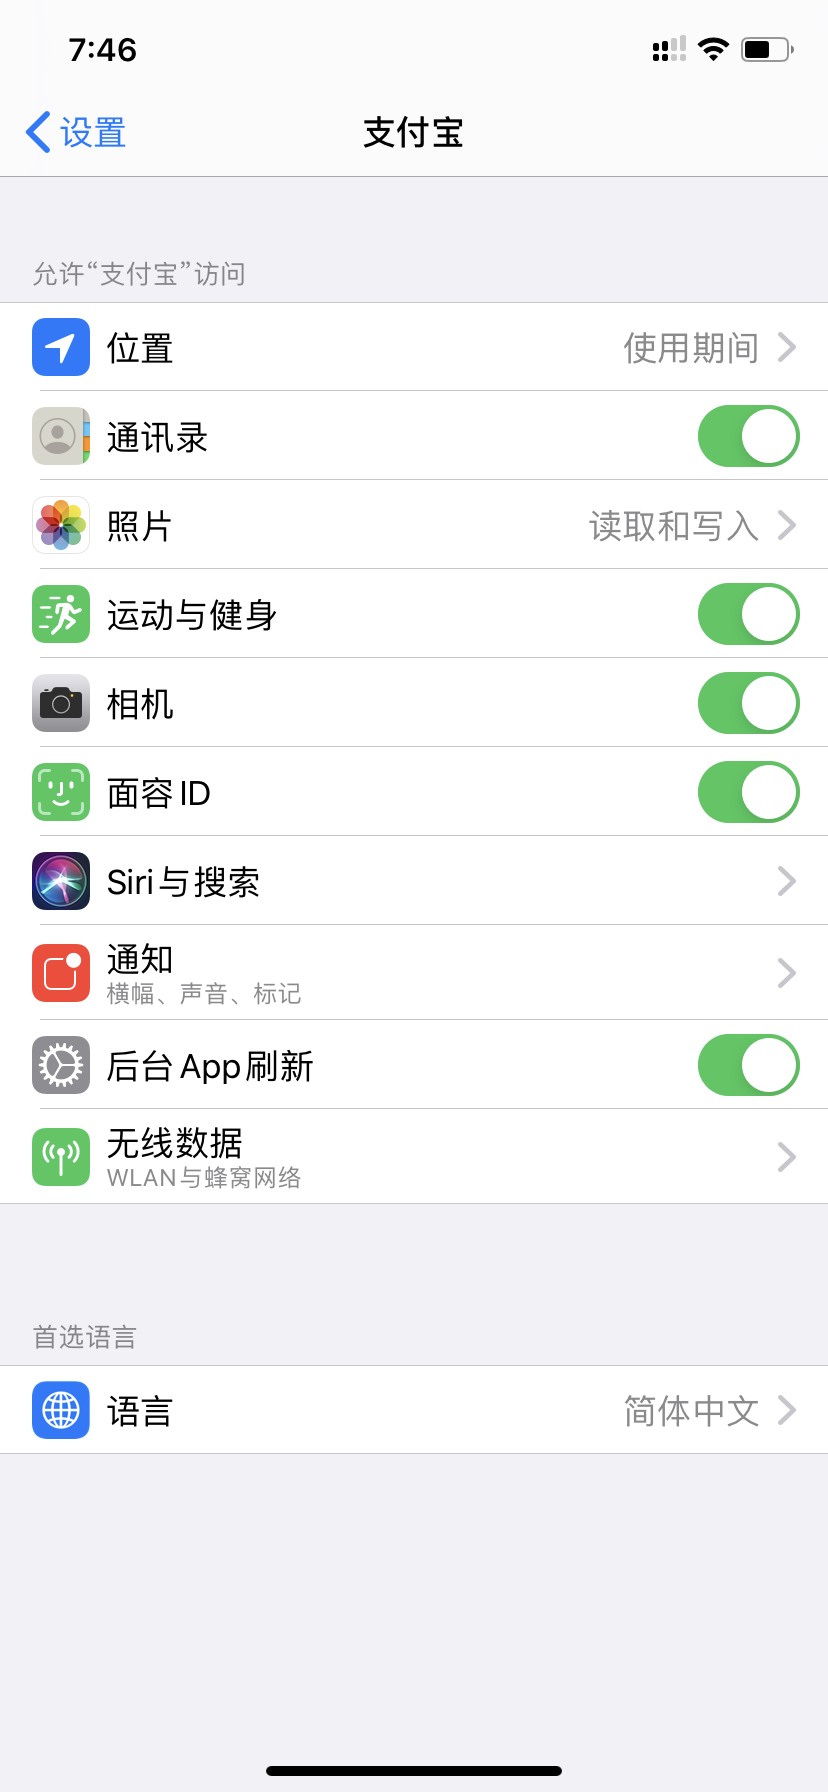 7:46
设置
支付宝
允许“支付宝”访问
位置
使用期间
通讯录
照片
读取和写入
运动与健身
相机
面容 ID
Siri与搜索
通知
横幅、声音、标记
后台 App 刷新
无线数据
WLAN与蜂窝网络
首选语言
语言
简体中文